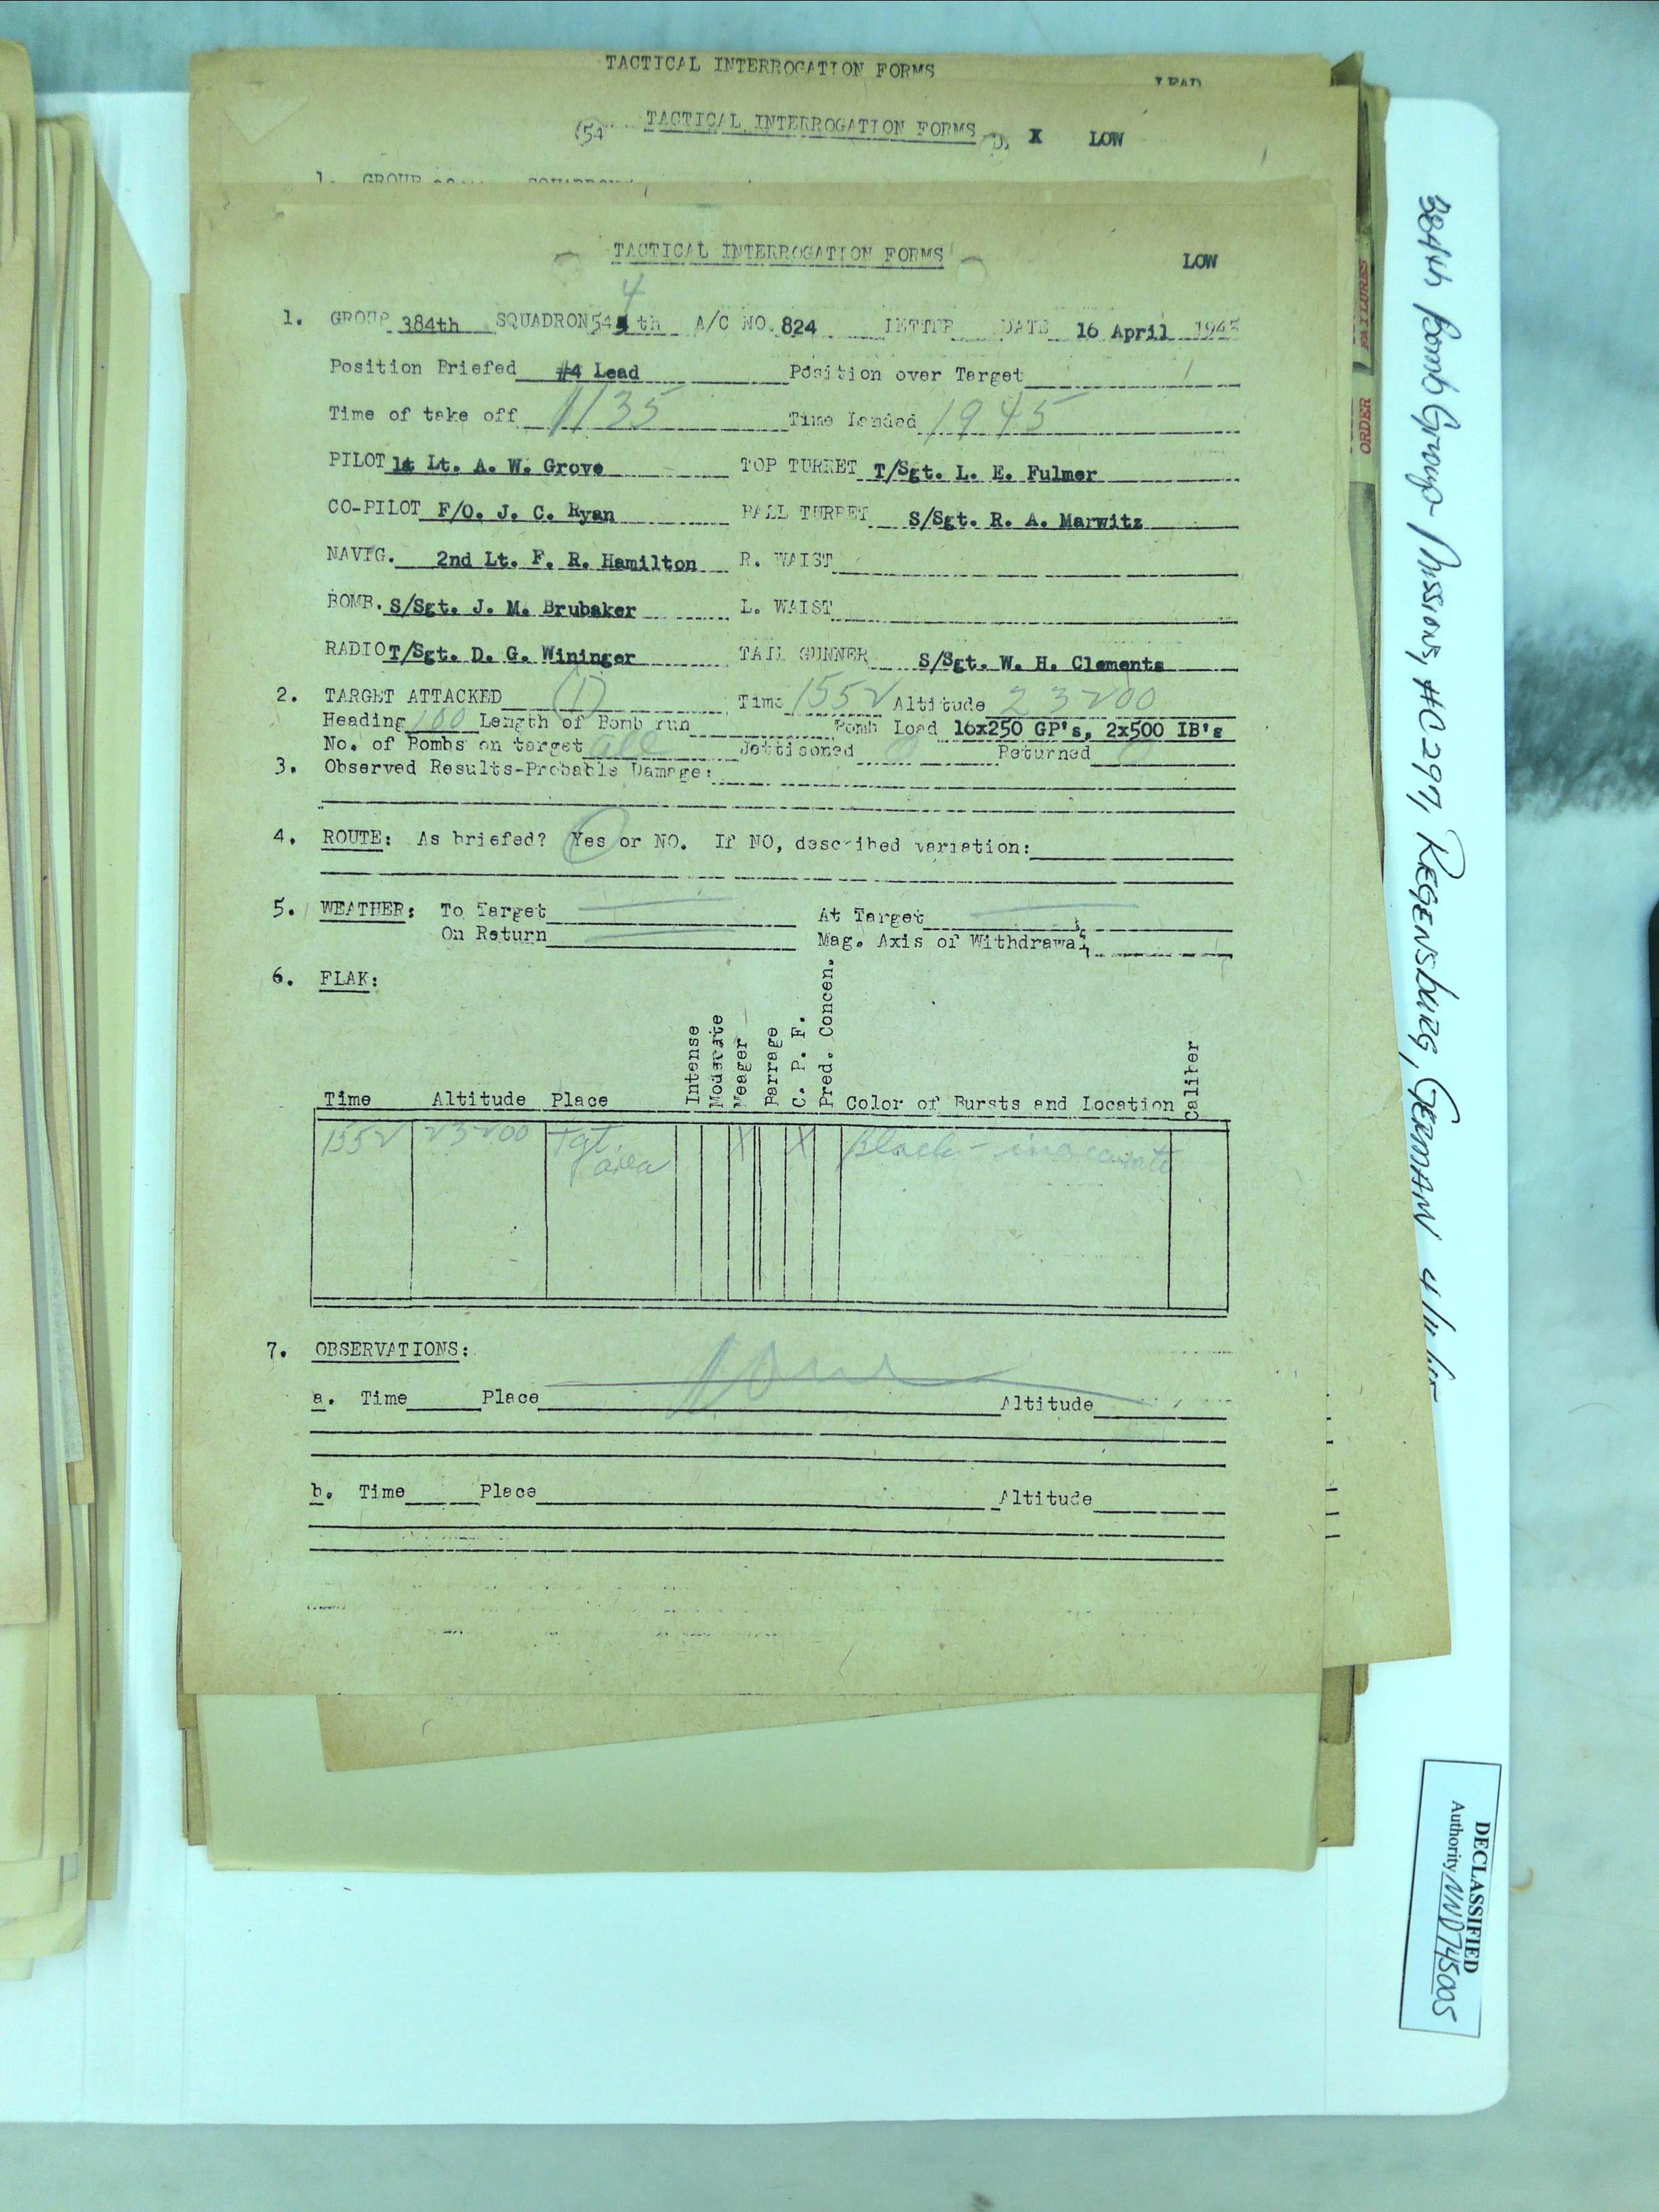 TACTICAL INTERROGATION FORMS
LEAD
(54 TACTICAL INTERROGATION FORMS X LOW
1. GROUP
TACTICAL INTERROGATION FORMS LOW
4
1. GROUP 384th SQUADRON 54 th A/C NO. 824 LETTER DATE 16 April 1945
Position Briefed #4 Lead Position over Target
Time of take off 1135 Time Landed 1945
PILOT 1t Lt. A. W. Grove TOP TURRET T/Sgt. L. E. Fulmer
CO-PILOT F/O. J. C. Ryan BALL TURRET S/Sgt. R. A. Marwitz
NAVIG. 2nd Lt. F. R. Hamilton R. WAIST
BOMB. S/Sgt. J. M. Brubaker L. WAIST
RADIO T/Sgt. D. G. Wininger TAIL GUNNER S/Sgt. W. H. Clements
2. TARGET ATTACKED (1) Time 1552 Altitude 23200
Heading 180 Length of Bomb run Bomb Load 16x250 GP's, 2x500 IB's
No. of Bombs on target all Jettisoned 0 Returned 0
3. Observed Results-Probable Damage:
4. ROUTE: As briefed? Yes or NO. If NO, described variation:
5. WEATHER: To Target At Target
On Return Mag. Axis of Withdrawal
6. FLAK:
Time Altitude Place Intense Moderate Meager Barrage C. P. F. Pred. Concen. Color of Bursts and Location Caliber
1552 23200 Tgt. area X X Black - inaccurate
7. OBSERVATIONS: None
a. Time Place Altitude
b. Time Place Altitude
FAILURES
ORDER
384th Bomb Group Mission, #C297, REGENSBURG, GERMANY
DECLASSIFIED
Authority NND745005